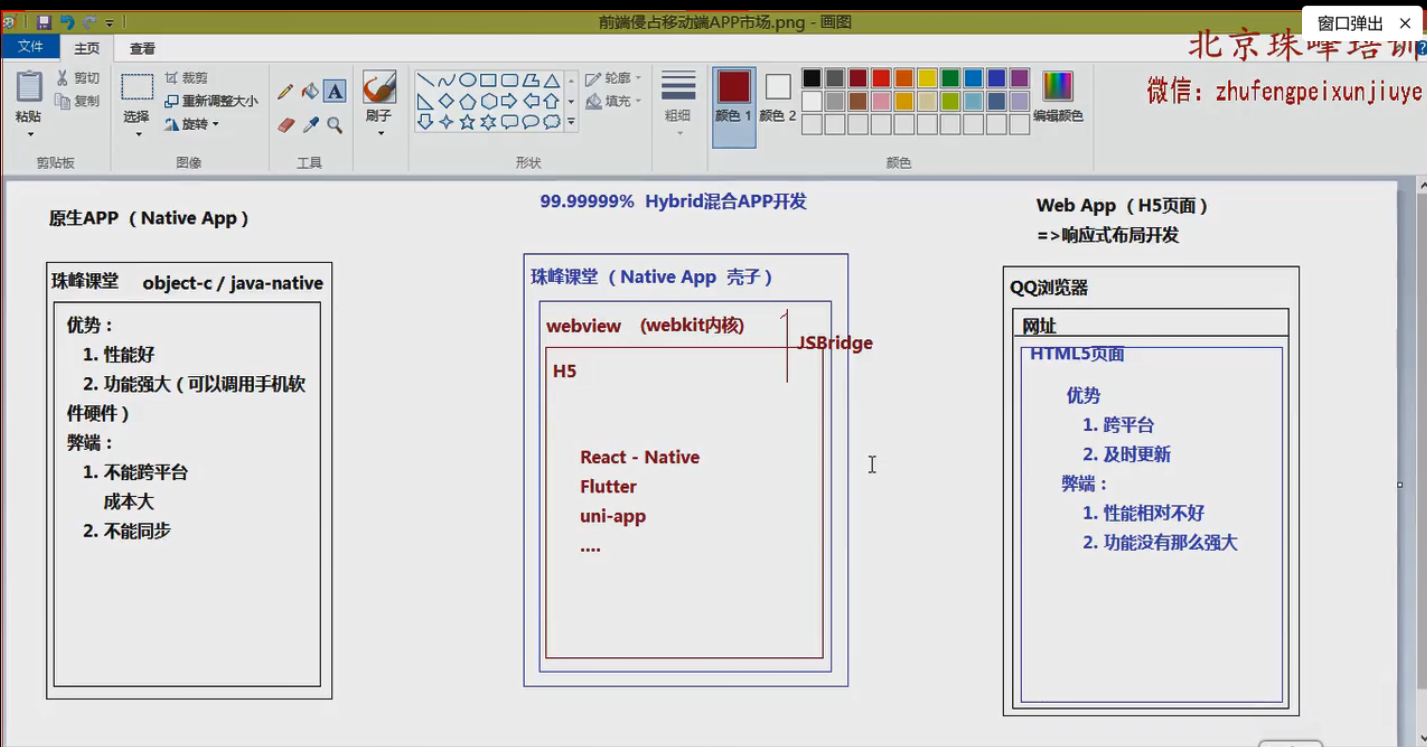 前端侵占移动端APP市场.png - 画图
窗口弹出 ×
北京珠峰培训
微信：zhufengpeixunjiuye
文件 主页 查看
粘贴
剪切
复制
剪贴板
选择
裁剪
重新调整大小
旋转
图像
A
工具
刷子
轮廓
填充
形状
粗细
颜色 1
颜色 2
编辑颜色
颜色
原生APP（Native App）
珠峰课堂 object-c / java-native
优势：
1. 性能好
2. 功能强大（可以调用手机软
件硬件）
弊端：
1. 不能跨平台
成本大
2. 不能同步
99.99999% Hybrid混合APP开发
珠峰课堂（Native App 壳子）
webview (webkit内核)
JSBridge
H5
React - Native
Flutter
uni-app
....
Web App（H5页面）
=>响应式布局开发
QQ浏览器
网址
HTML5页面
优势
1. 跨平台
2. 及时更新
弊端：
1. 性能相对不好
2. 功能没有那么强大